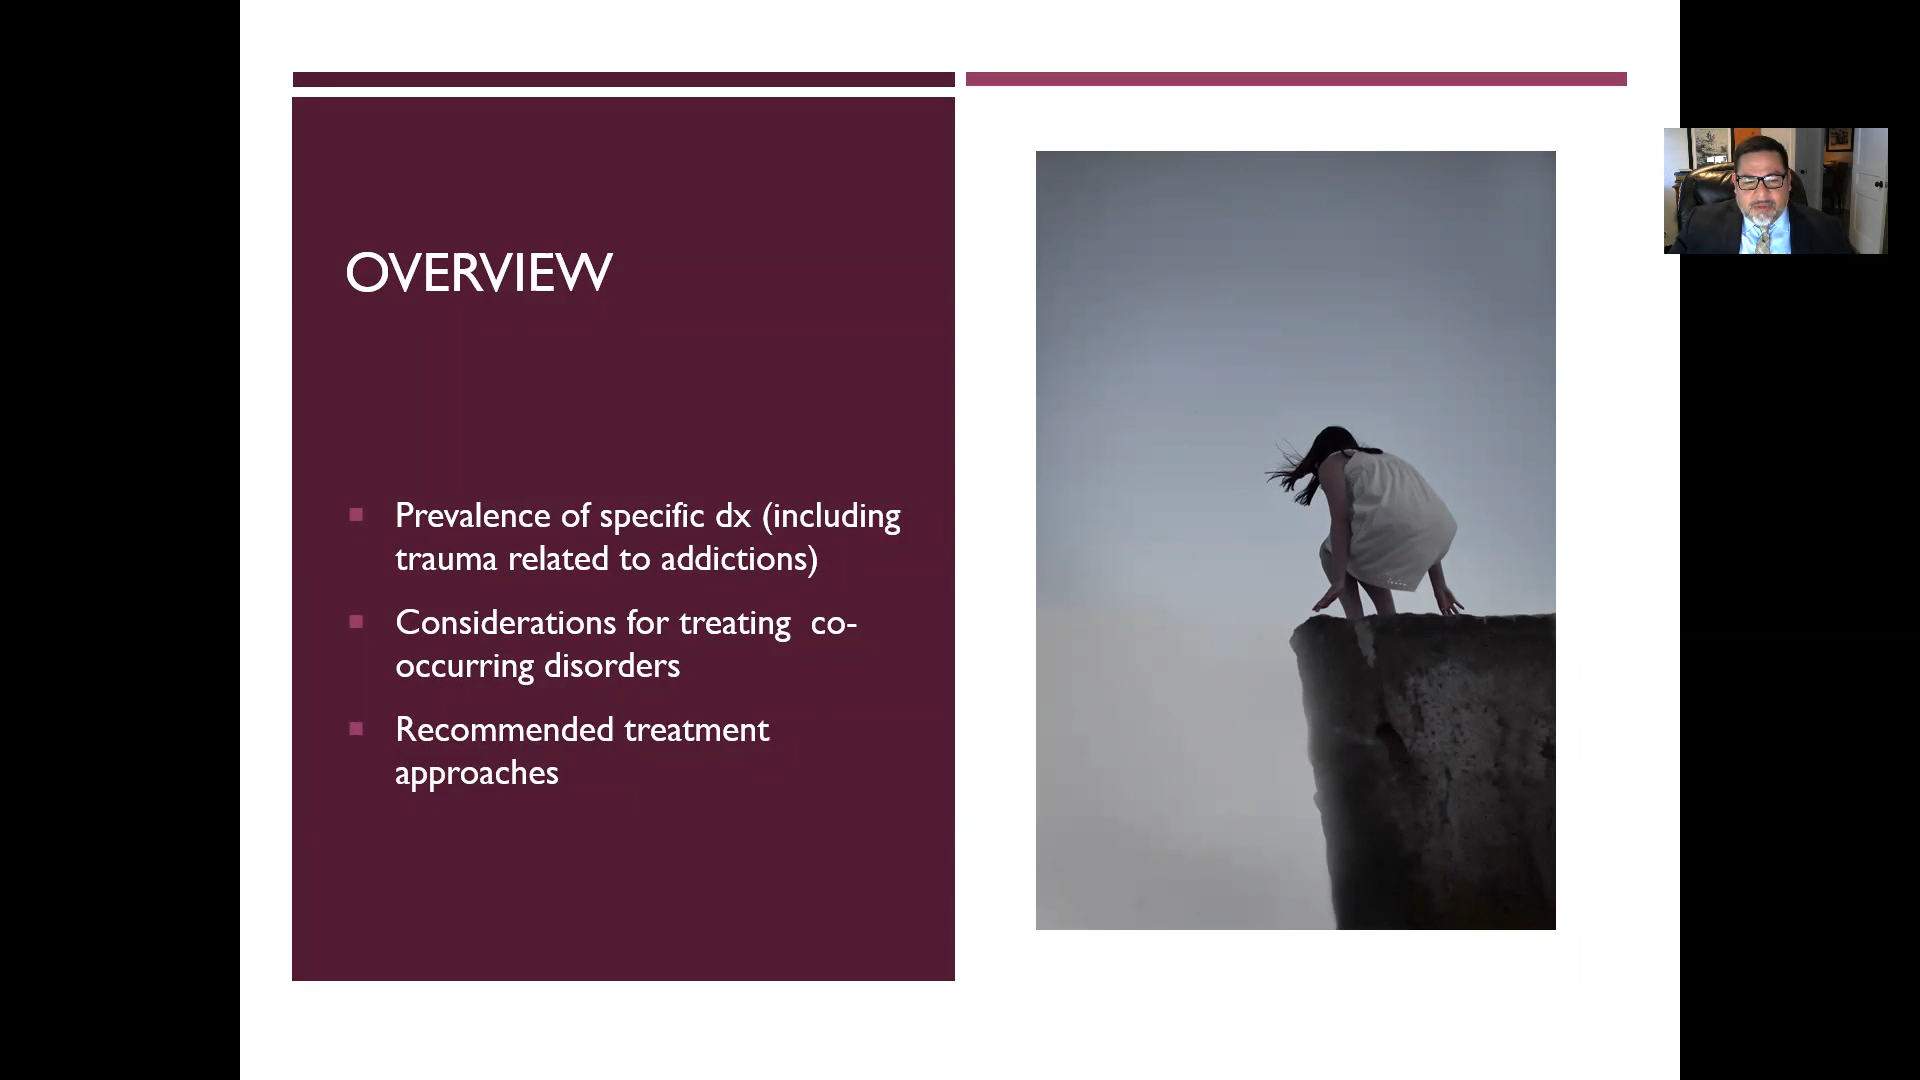 OVERVIEW
Prevalence of specific dx (including
trauma related to addictions)
Considerations for treating  co-
occurring disorders
Recommended treatment
approaches